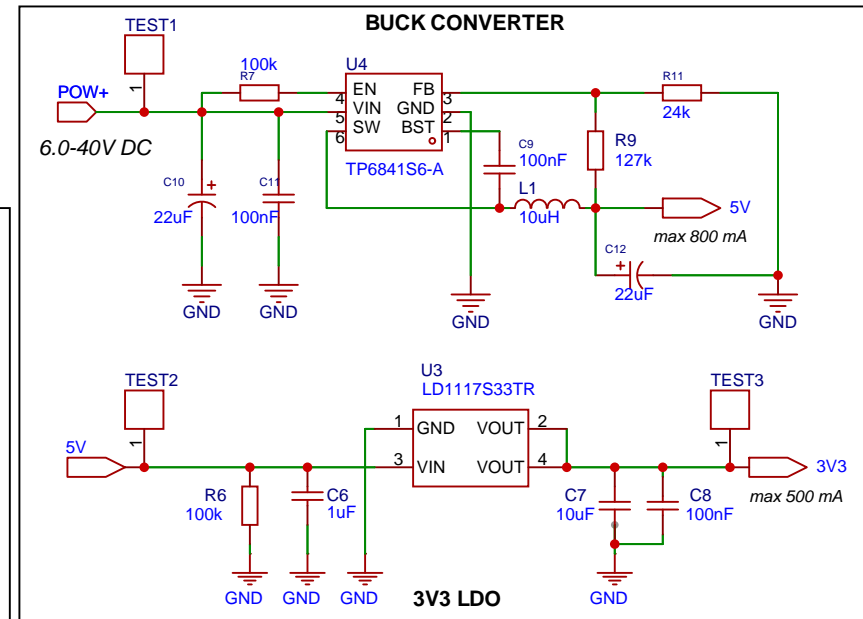 BUCK CONVERTER
TEST1
1
POW+
6.0-40V DC
100k
R7
U4
EN
VIN
SW
FB
GND
BST
4
5
6
3
2
1
TP6841S6-A
C10
22uF
C11
100nF
GND
GND
C9
100nF
L1
10uH
R9
127k
R11
24k
5V
max 800 mA
C12
22uF
GND
GND
TEST2
1
5V
R6
100k
C6
1uF
GND
GND
GND
U3
LD1117S33TR
1
GND
3
VIN
VOUT
2
VOUT
4
C7
10uF
C8
100nF
GND
TEST3
1
3V3
max 500 mA
3V3 LDO